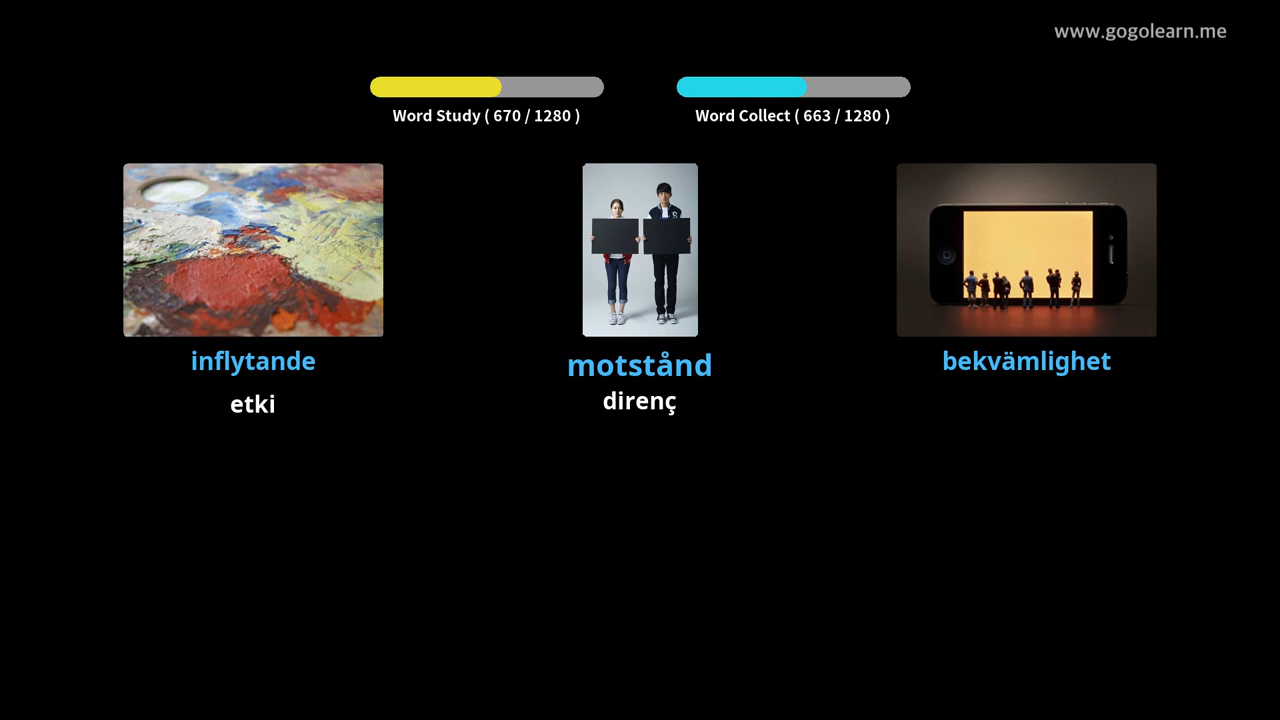 www.gogolearn.me
Word Study ( 670 / 1280 )
Word Collect ( 663 / 1280 )
inflytande
motstånd
bekvämlighet
etki
direnç